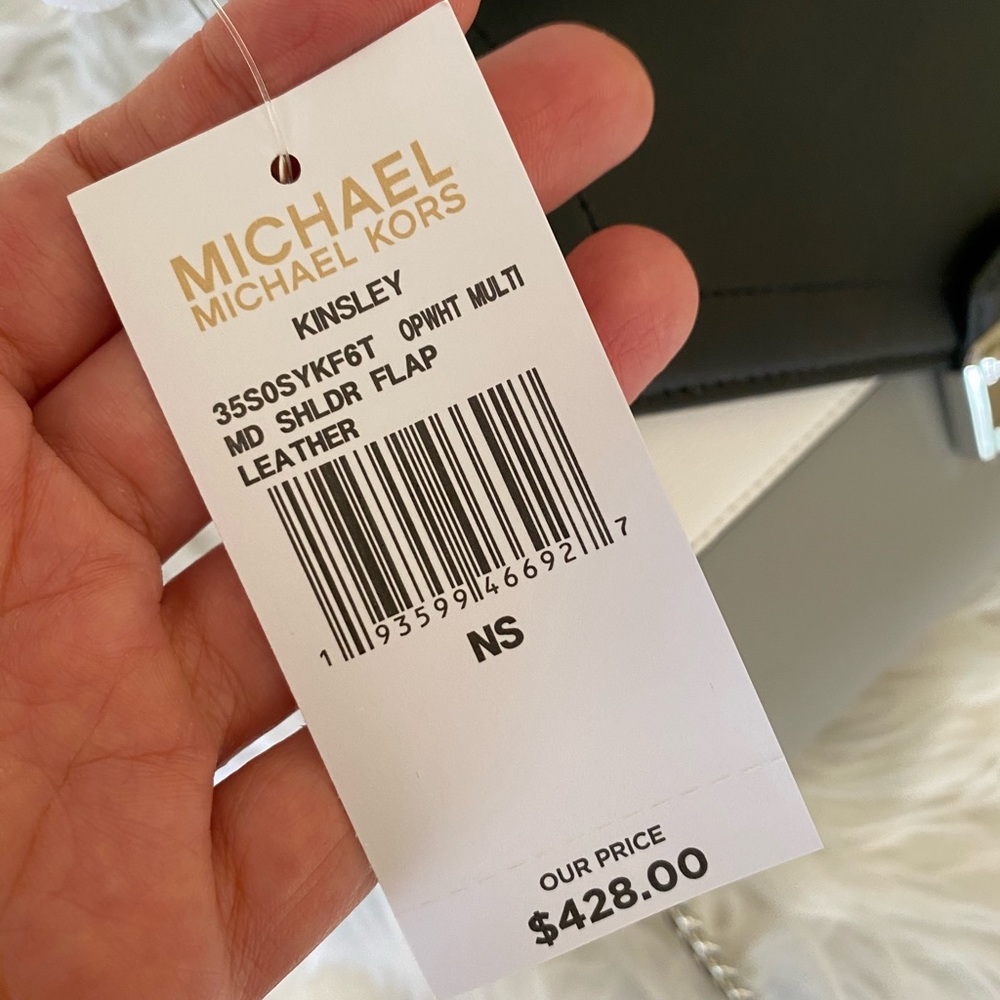 MICHAEL
MICHAEL KORS
KINSLEY
35S0SYKF6T OPWHT MULTI
MD SHLDR FLAP
LEATHER
1 93599 46692 7
NS
OUR PRICE
$428.00